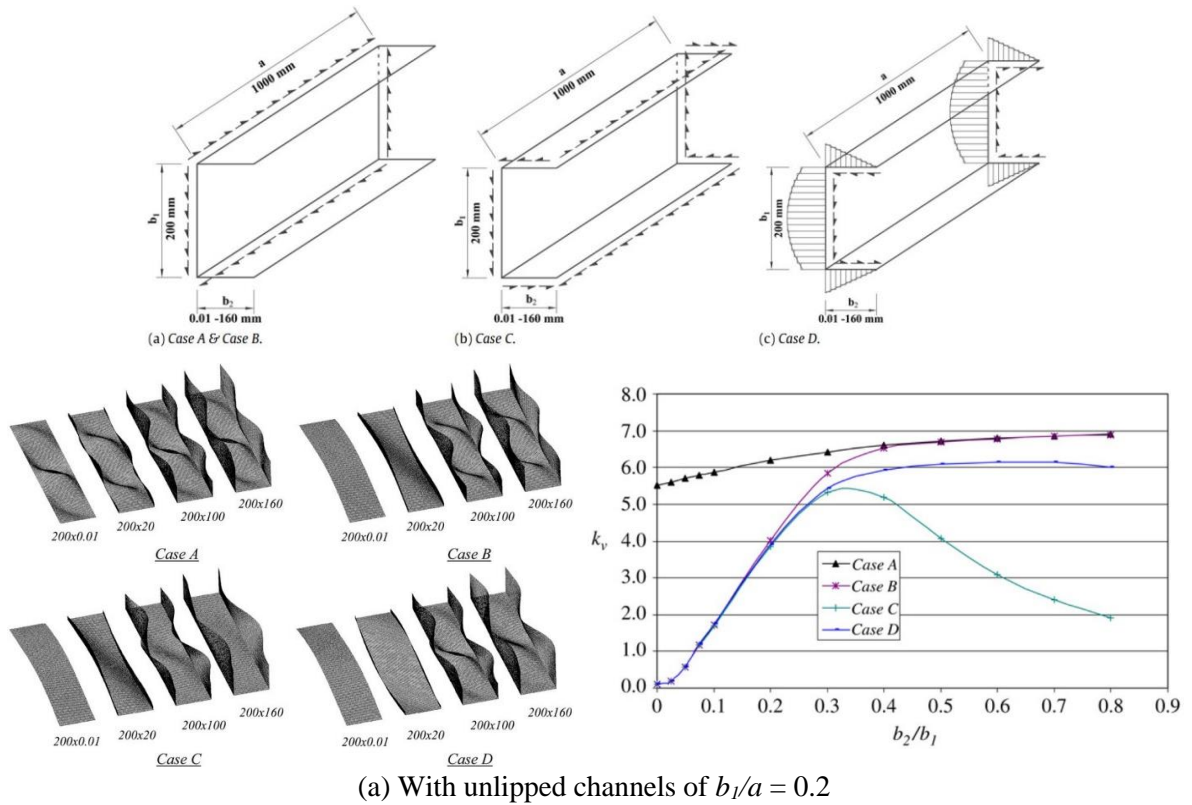 a
1000 mm
b1
200 mm
b2
0.01 -160 mm
(a) Case A & Case B.
a
1000 mm
b1
200 mm
b2
0.01 -160 mm
(b) Case C.
a
1000 mm
b1
200 mm
b2
0.01 -160 mm
(c) Case D.
200x0.01
200x20
200x100
200x160
Case A
200x0.01
200x20
200x100
200x160
Case B
200x0.01
200x20
200x100
200x160
Case C
200x0.01
200x20
200x100
200x160
Case D
8.0
7.0
6.0
5.0
4.0
3.0
2.0
1.0
0.0
kv
Case A
Case B
Case C
Case D
0 0.1 0.2 0.3 0.4 0.5 0.6 0.7 0.8 0.9
b2/b1
(a) With unlipped channels of b1/a = 0.2